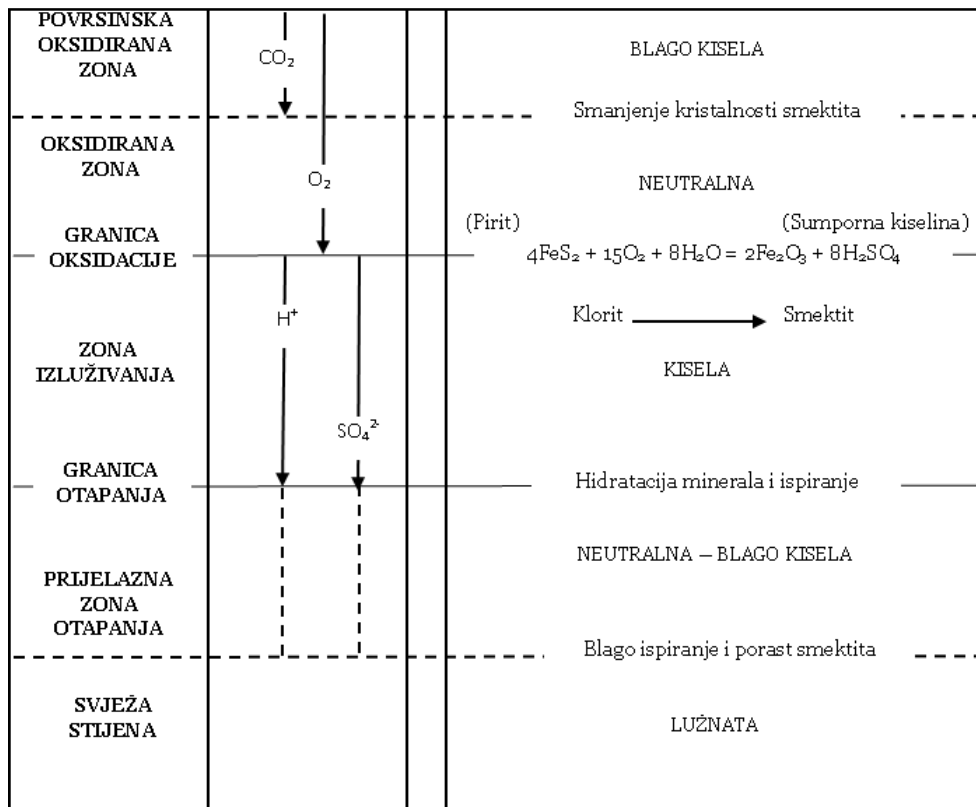 POVRSINSKA
OKSIDIRANA
ZONA
CO₂
BLAGO KISELA
Smanjenje kristalnosti smektita
OKSIDIRANA
ZONA
O₂
NEUTRALNA
(Pirit)
(Sumporna kiselina)
GRANICA
OKSIDACIJE
4FeS₂ + 15O₂ + 8H₂O = 2Fe₂O₃ + 8H₂SO₄
H⁺
Klorit Smektit
ZONA
IZLUŽIVANJA
KISELA
SO₄²⁻
GRANICA
OTAPANJA
Hidratacija minerala i ispiranje
NEUTRALNA – BLAGO KISELA
PRIJELAZNA
ZONA
OTAPANJA
Blago ispiranje i porast smektita
SVJEŽA
STIJENA
LUŽNATA